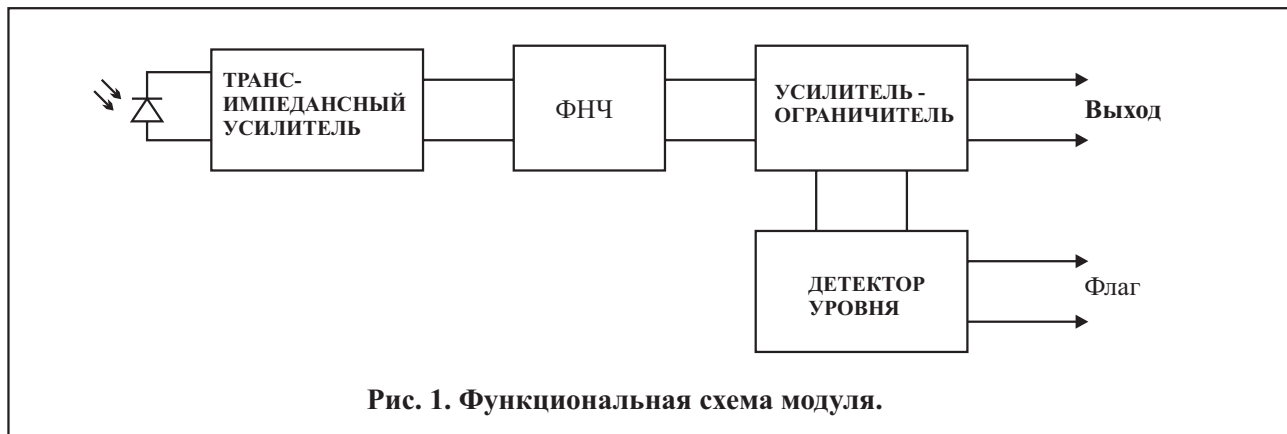 ТРАНС-
ИМПЕДАНСНЫЙ
УСИЛИТЕЛЬ
ФНЧ
УСИЛИТЕЛЬ -
ОГРАНИЧИТЕЛЬ
Выход
ДЕТЕКТОР
УРОВНЯ
Флаг
Рис. 1. Функциональная схема модуля.